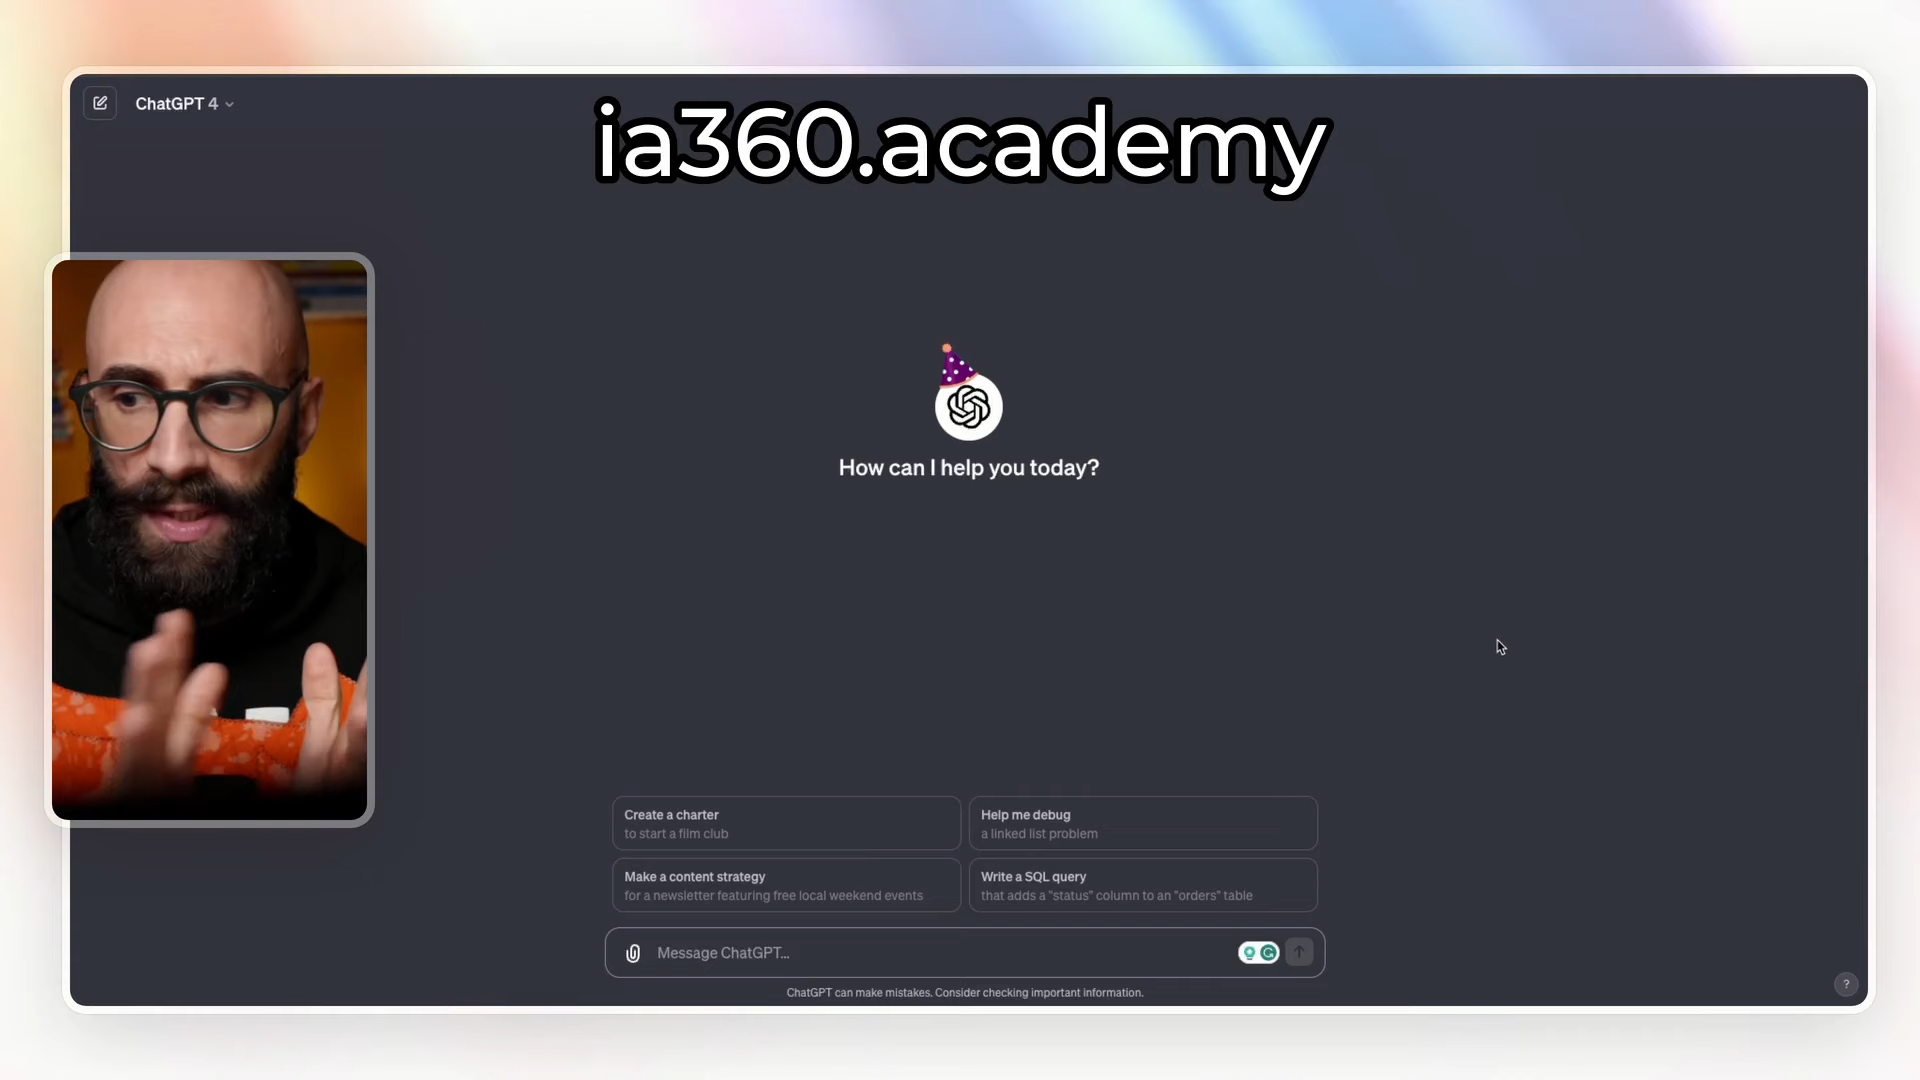 ChatGPT 4
ia360.academy
How can I help you today?
Create a charter
to start a film club
Help me debug
a linked list problem
Make a content strategy
for a newsletter featuring free local weekend events
Write a SQL query
that adds a "status" column to an "orders" table
Message ChatGPT...
ChatGPT can make mistakes. Consider checking important information.
?